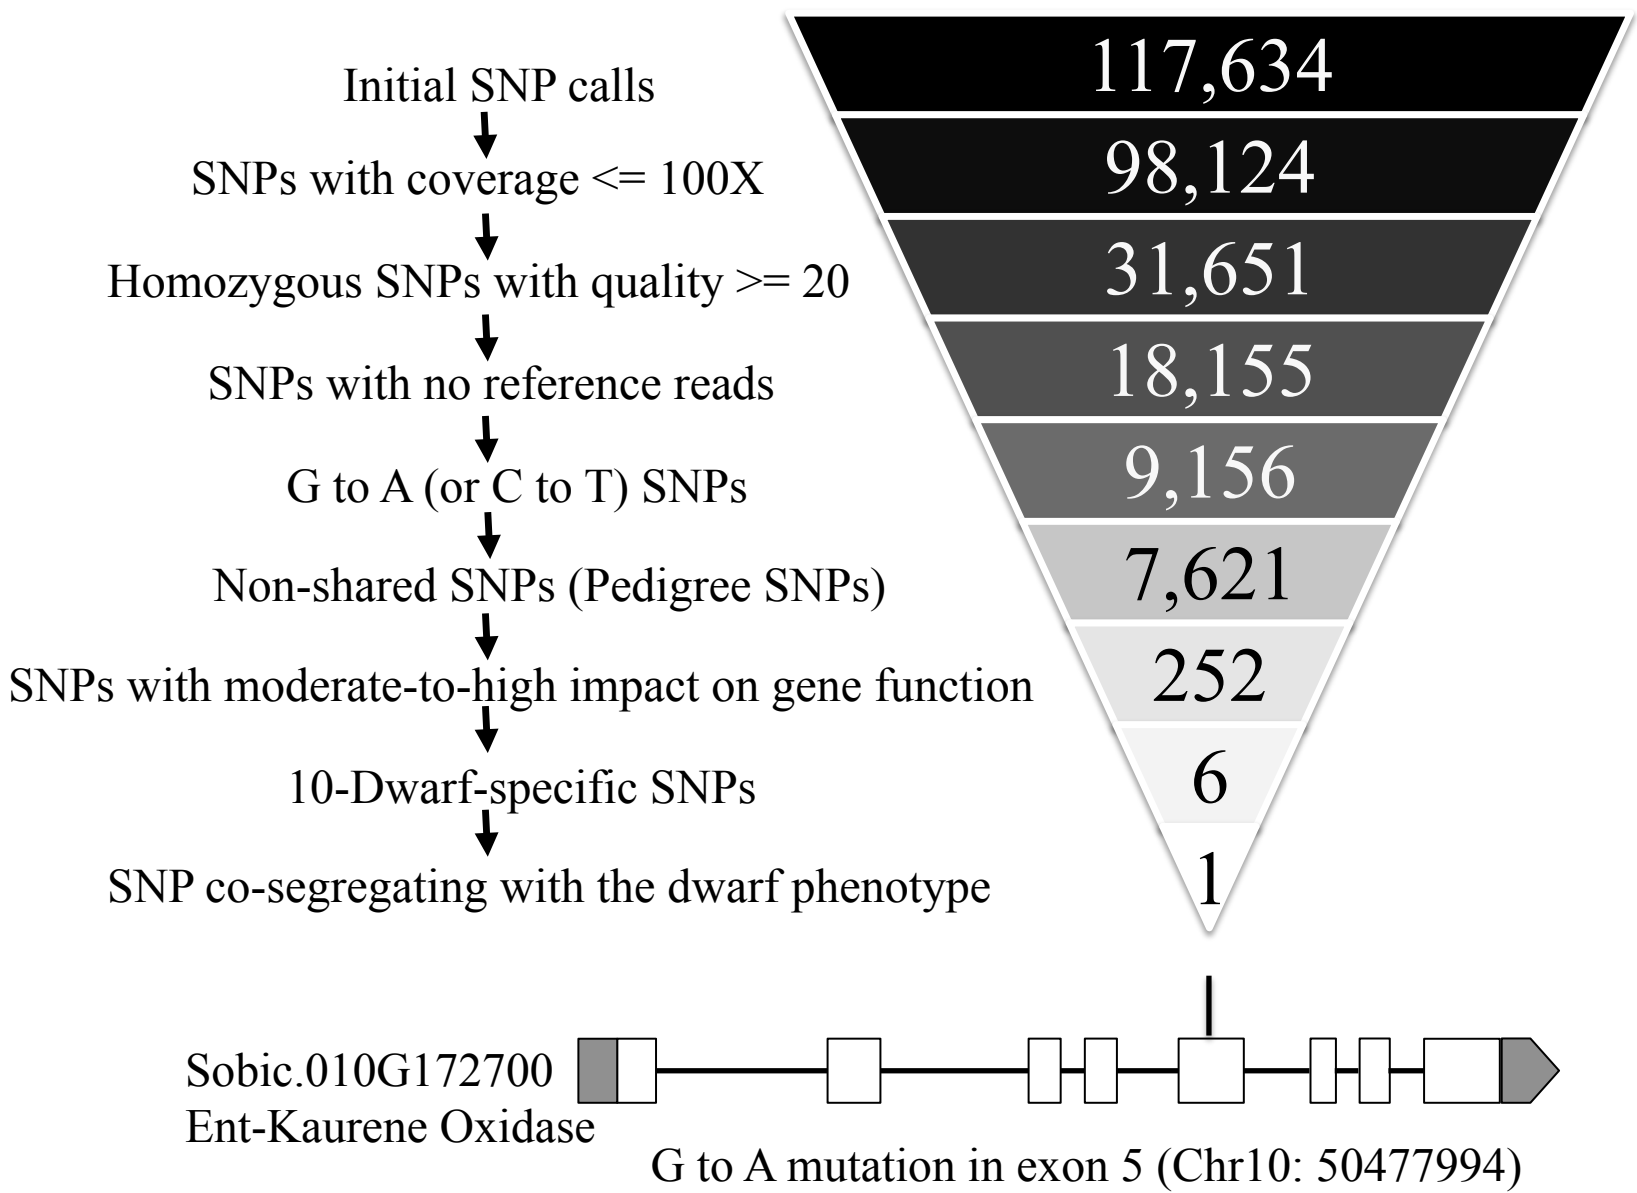 Initial SNP calls
117,634
SNPs with coverage <= 100X
98,124
Homozygous SNPs with quality >= 20
31,651
SNPs with no reference reads
18,155
G to A (or C to T) SNPs
9,156
Non-shared SNPs (Pedigree SNPs)
7,621
SNPs with moderate-to-high impact on gene function
252
10-Dwarf-specific SNPs
6
SNP co-segregating with the dwarf phenotype
1
Sobic.010G172700
Ent-Kaurene Oxidase
G to A mutation in exon 5 (Chr10: 50477994)